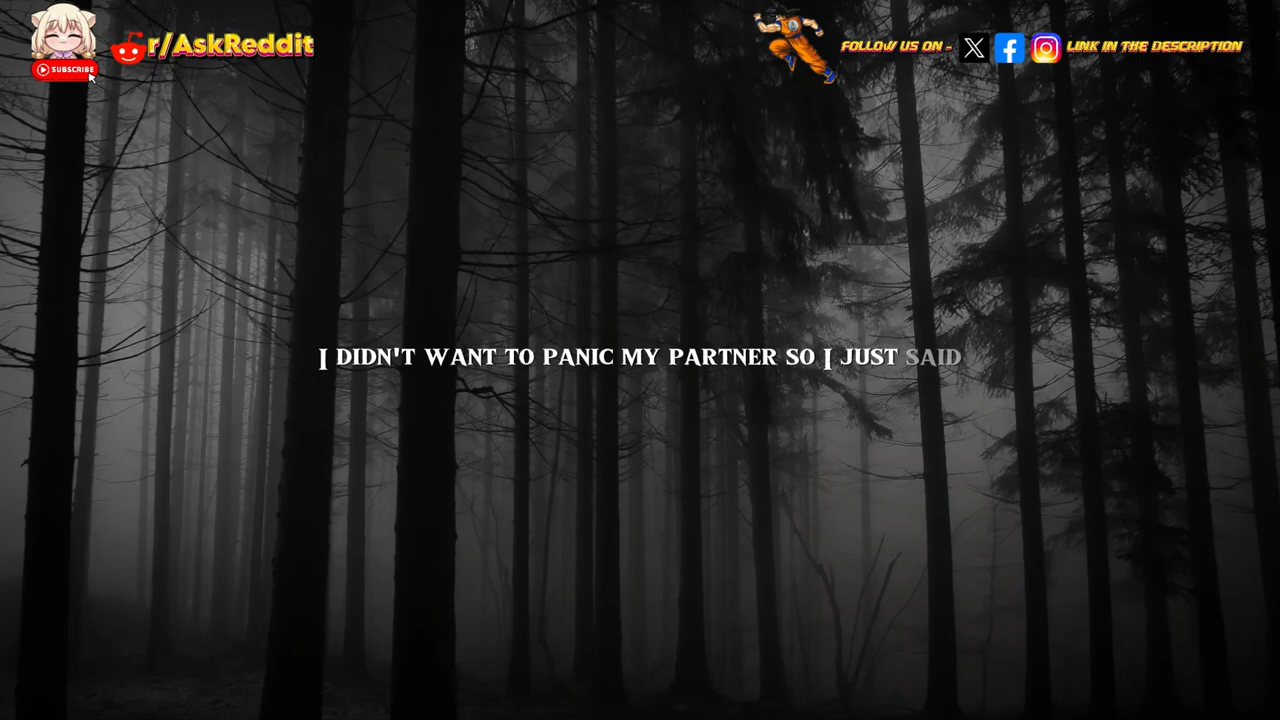 r/AskReddit
SUBSCRIBE
FOLLOW US ON -
LINK IN THE DESCRIPTION
I DIDN'T WANT TO PANIC MY PARTNER SO I JUST SAID